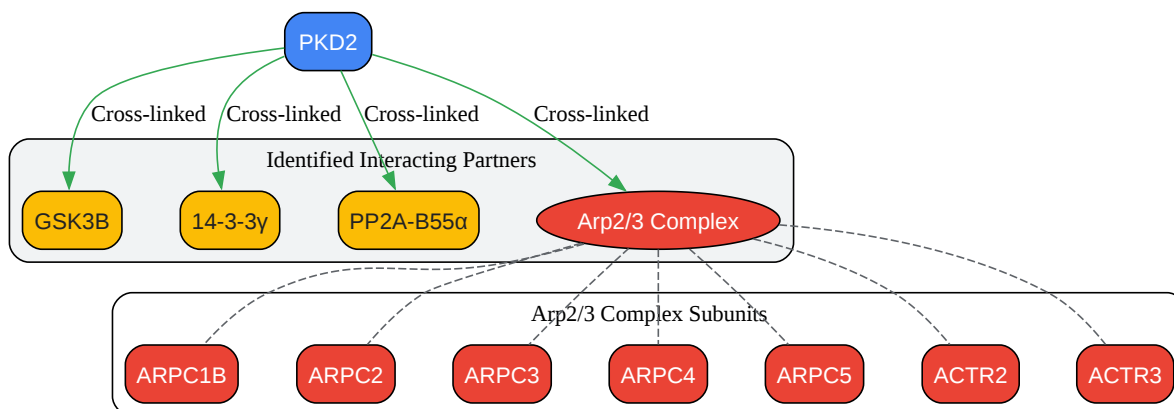 PKD2
Cross-linked Cross-linked Cross-linked Cross-linked
Identified Interacting Partners
GSK3B 14-3-3γ PP2A-B55α Arp2/3 Complex
Arp2/3 Complex Subunits
ARPC1B ARPC2 ARPC3 ARPC4 ARPC5 ACTR2 ACTR3